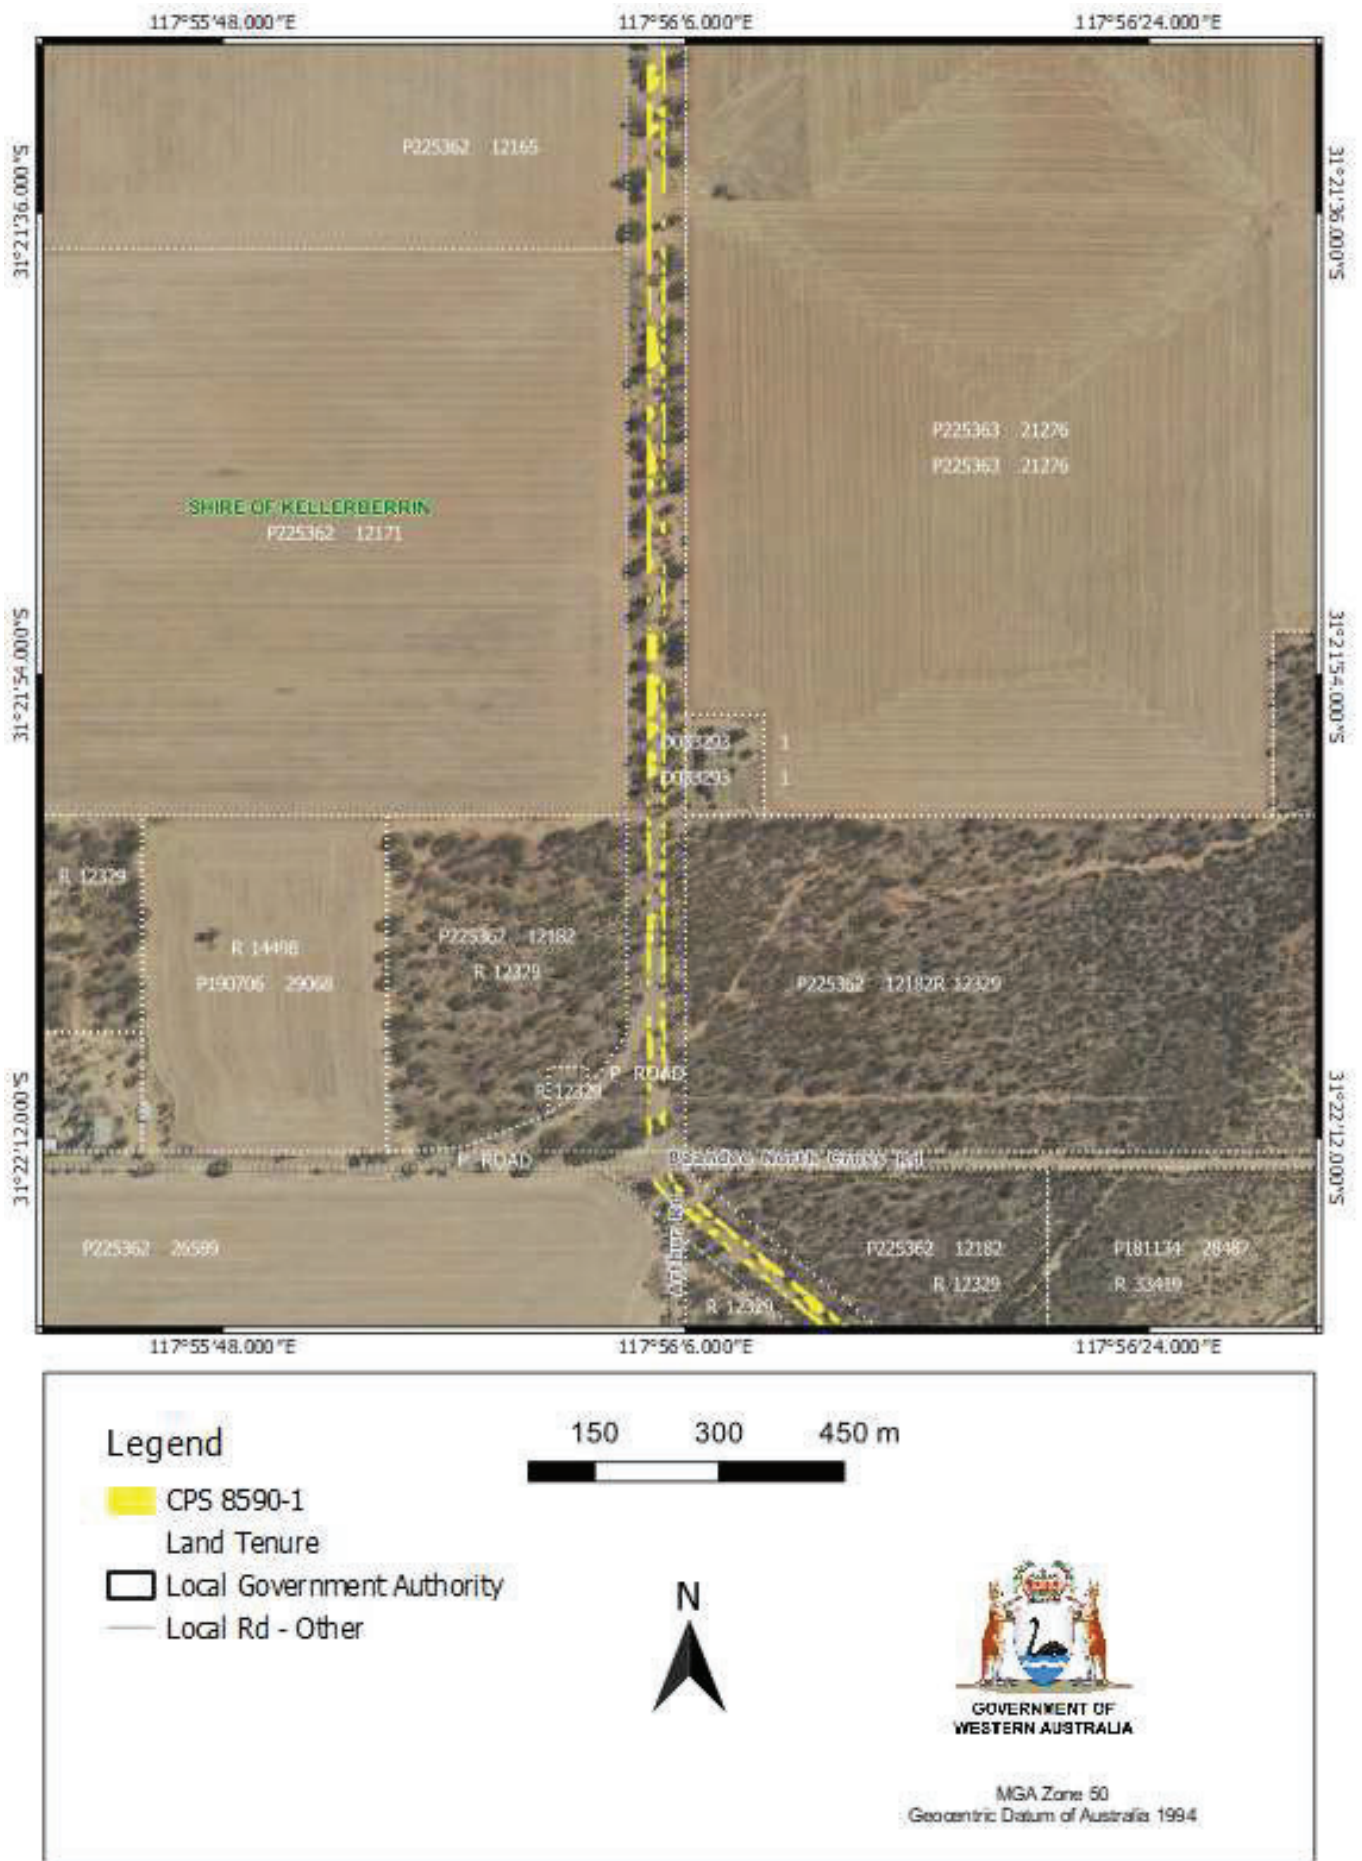 117°55'48.000"E 117°56'6.000"E 117°56'24.000"E
31°21'36.000"S
31°21'36.000"S
P225362 12165
P225363 21276
P225363 21276
SHIRE OF KELLERBERRIN
P225362 12171
31°21'54.000"S
31°21'54.000"S
D033293 1
D033293 1
R 12329
P225362 12182
R 14498
R 12329
P190706 29068
P225362 12182R 12329
P ROAD
R 12329
31°22'12.000"S
31°22'12.000"S
P ROAD
North Rd
P225362 26599
P225362 12182
P181134 28487
R 12329
R 33419
R 12329
117°55'48.000"E 117°56'6.000"E 117°56'24.000"E
Legend
150 300 450 m
CPS 8590-1
Land Tenure
Local Government Authority
Local Rd - Other
N
GOVERNMENT OF
WESTERN AUSTRALIA
MGA Zone 50
Geocentric Datum of Australia 1994